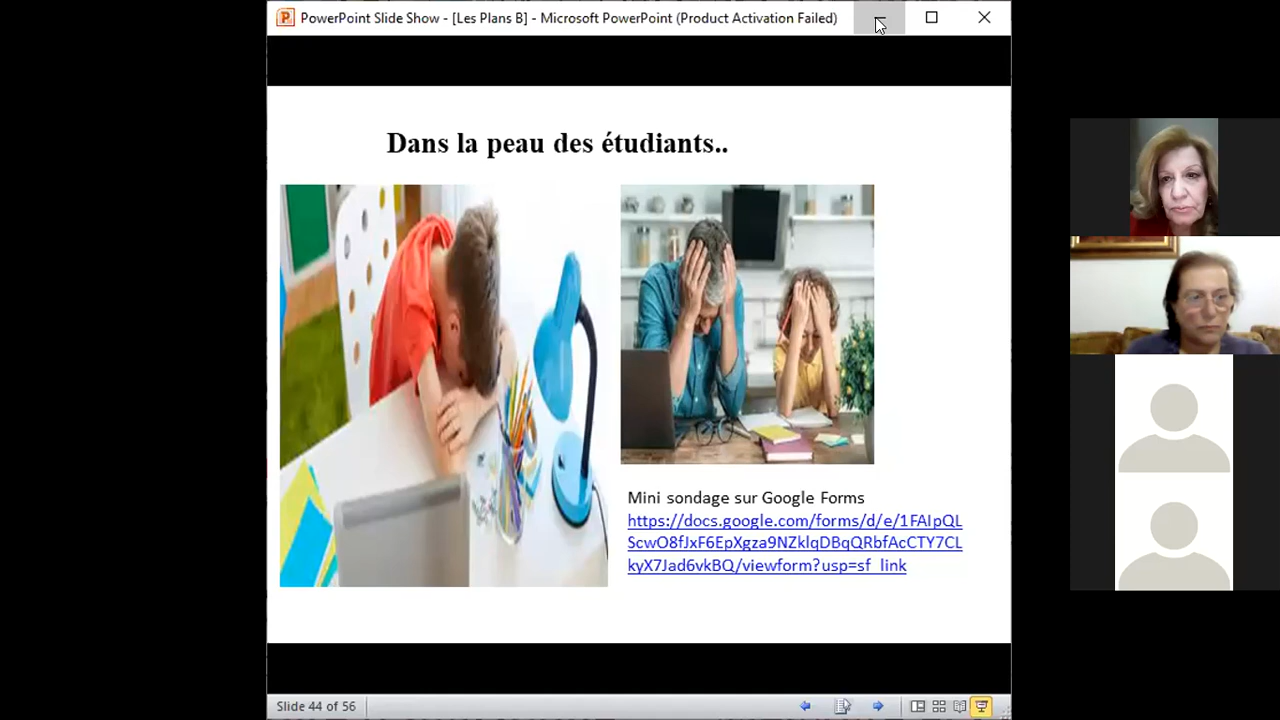 PowerPoint Slide Show - [Les Plans B] - Microsoft PowerPoint (Product Activation Failed)
Dans la peau des étudiants..
Mini sondage sur Google Forms
https://docs.google.com/forms/d/e/1FAIpQL
ScwO8fJxF6EpXgza9NZklqDBqQRbfAcCTY7CL
kyX7Jad6vkBQ/viewform?usp=sf_link
Slide 44 of 56